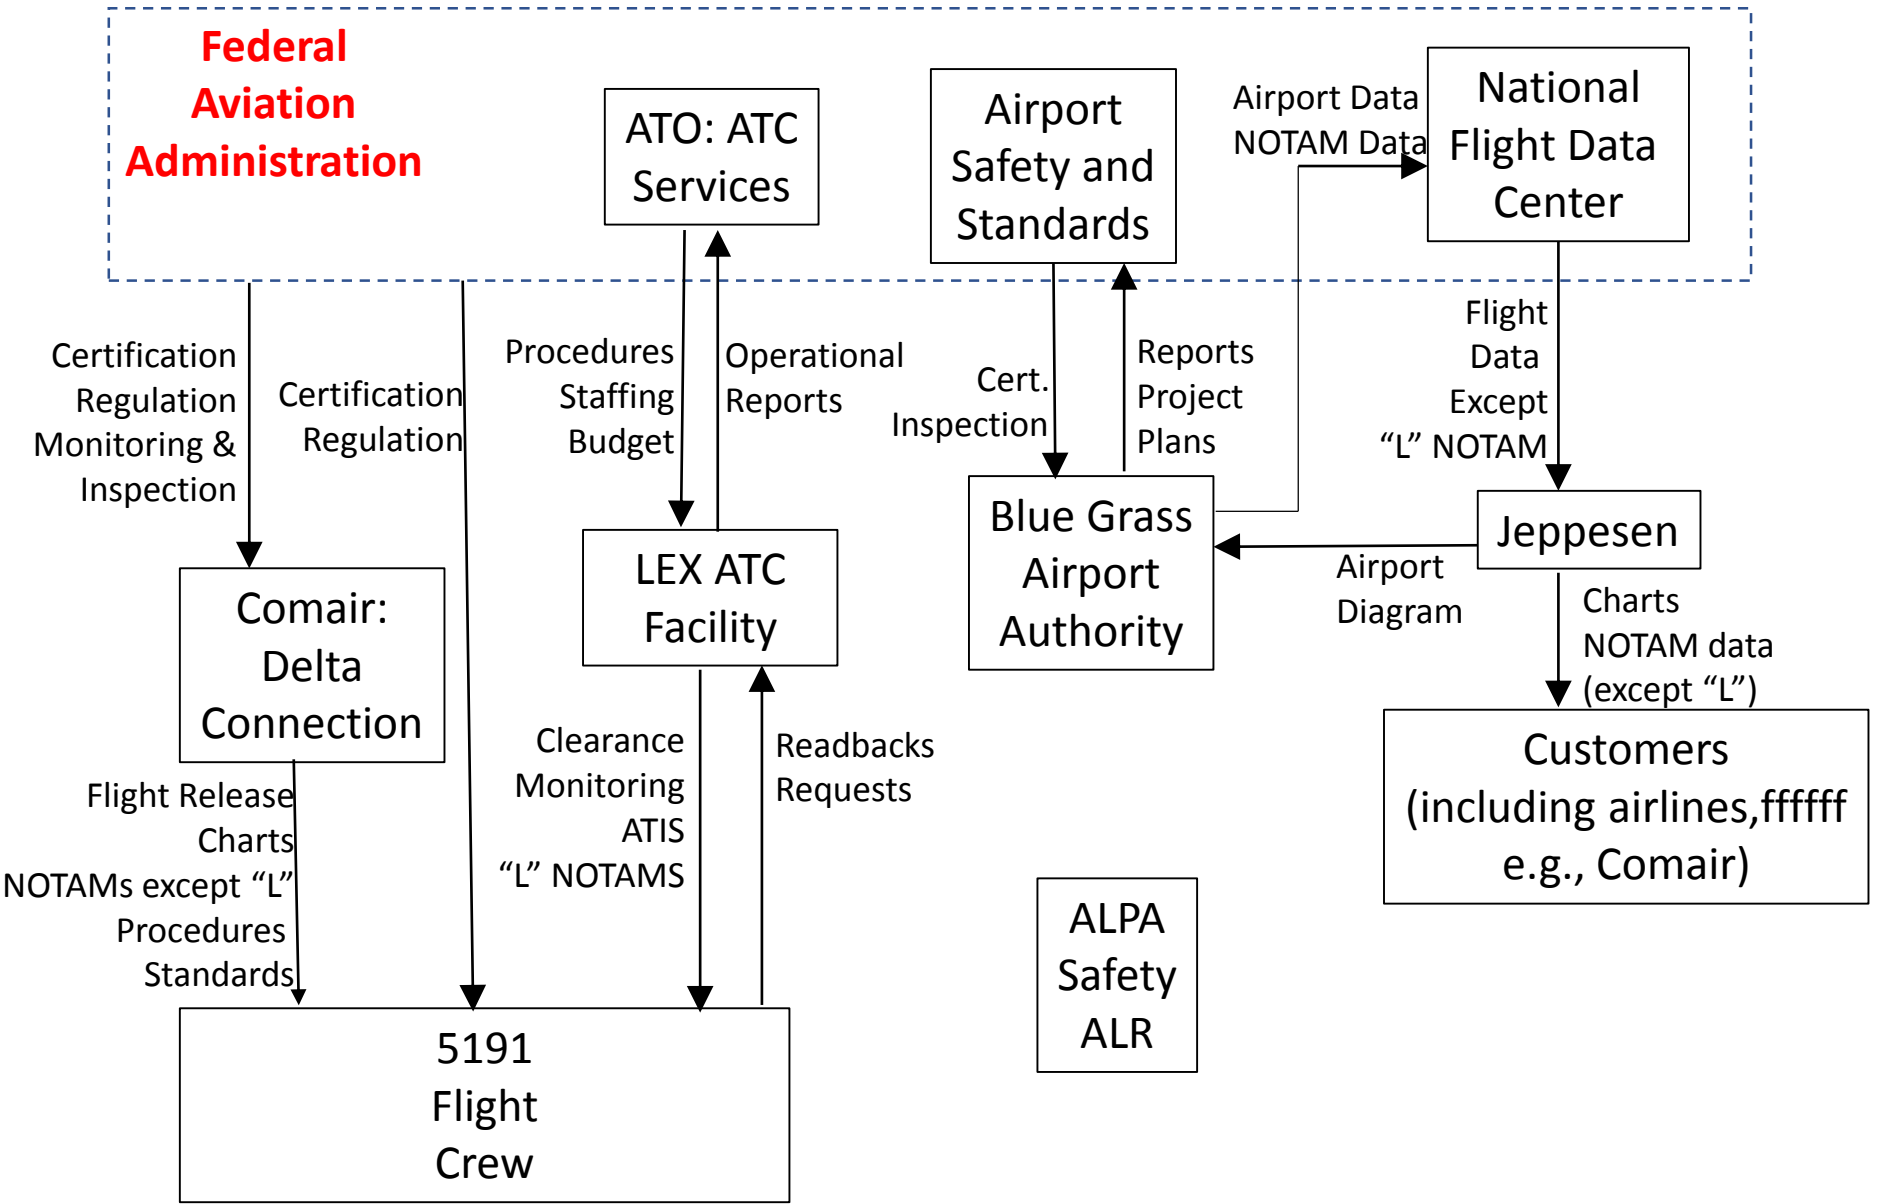 Federal
Aviation
Administration
ATO: ATC
Services
Airport
Safety and
Standards
Airport Data
NOTAM Data
National
Flight Data
Center
Certification
Regulation
Monitoring &
Inspection
Certification
Regulation
Procedures
Staffing
Budget
Operational
Reports
Cert.
Inspection
Reports
Project
Plans
Flight
Data
Except
“L” NOTAM
Comair:
Delta
Connection
LEX ATC
Facility
Blue Grass
Airport
Authority
Jeppesen
Airport
Diagram
Charts
NOTAM data
(except “L”)
Flight Release
Charts
NOTAMs except “L”
Procedures
Standards
Clearance
Monitoring
ATIS
“L” NOTAMS
Readbacks
Requests
Customers
(including airlines,ffffff
e.g., Comair)
ALPA
Safety
ALR
5191
Flight
Crew